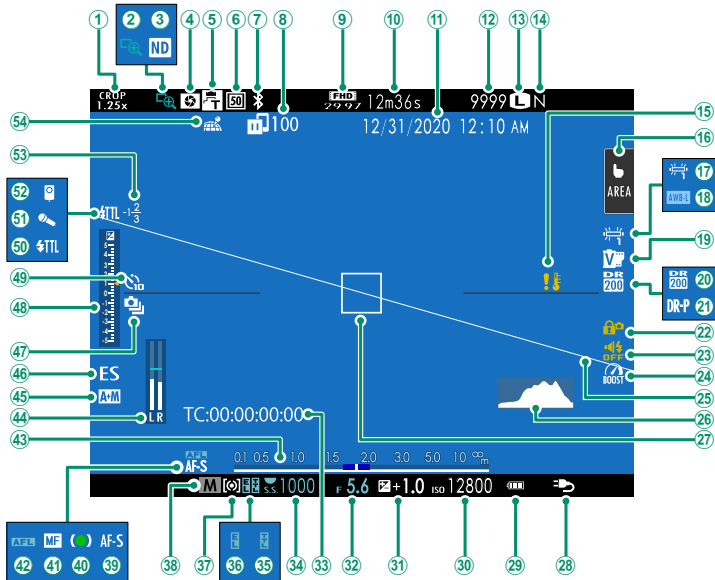 1 2 3 4 5 6 7 8 9 10 11 12 13 14
ND
CROP
1.25x
50
FHD
29.97
12m36s
9999 L N
54
100
12/31/2020 12:10 AM
15
16
AREA
53
52
51
50 TTL
TTL -1 2/3
17
18 AWB-L
1
V
19
DR
200
DR
200
20
DR-P
21
49
10
48
47
22
OFF
23
BOOST
24
25
26
27
46
ES
45
A+M
44
L R
TC:00:00:00:00
43
AFL
AF-S
0.1 0.5 1.0 1.5 2.0 3.0 5.0 10 ∞ m
M
EL
TZ
S.S. 1000
F 5.6
+1.0
ISO 12800
AFL MF AF-S
42 41 40 39
38 37
36 35
34 33 32 31 30 29 28